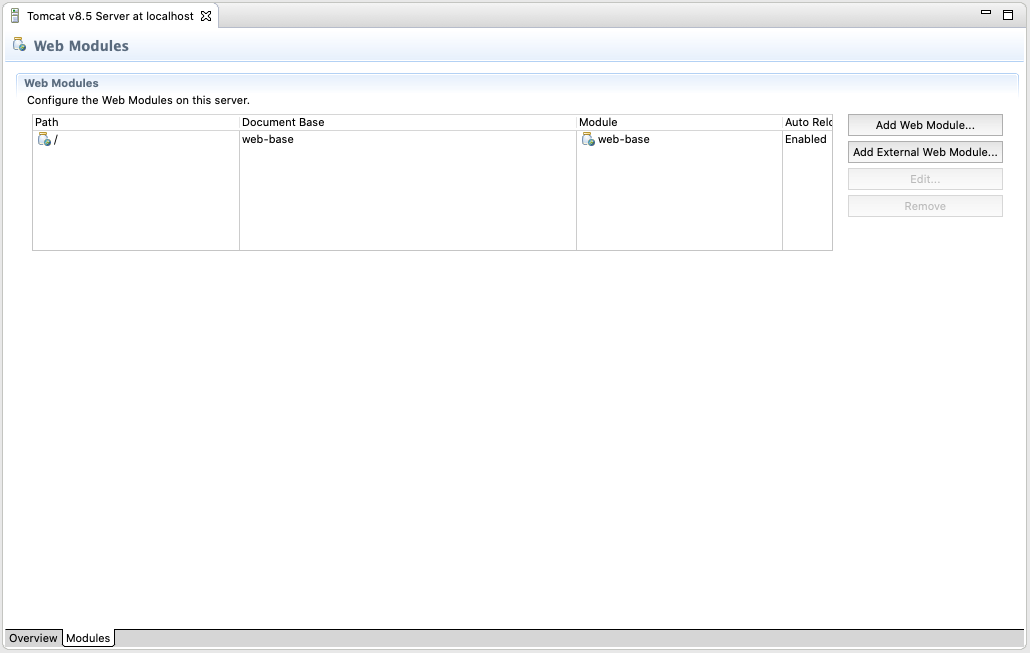 Tomcat v8.5 Server at localhost
Web Modules
Web Modules
Configure the Web Modules on this server.
Path Document Base Module Auto Relo
/ web-base web-base Enabled
Add Web Module...
Add External Web Module...
Edit...
Remove
Overview Modules